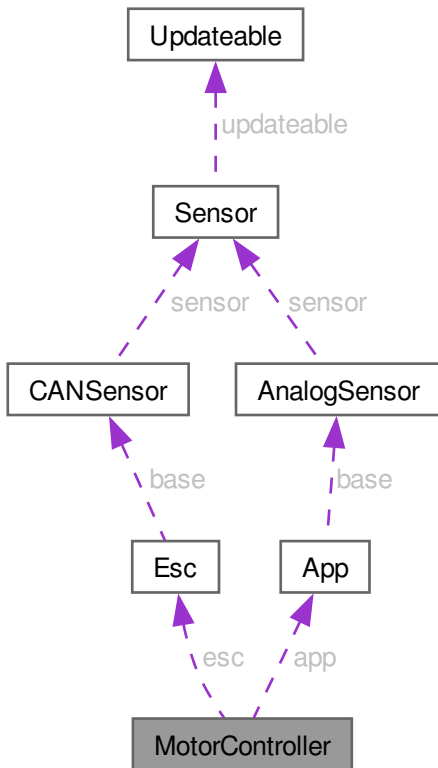 Updateable
updateable
Sensor
sensor
sensor
CANSensor
AnalogSensor
base
base
Esc
App
esc
app
MotorController